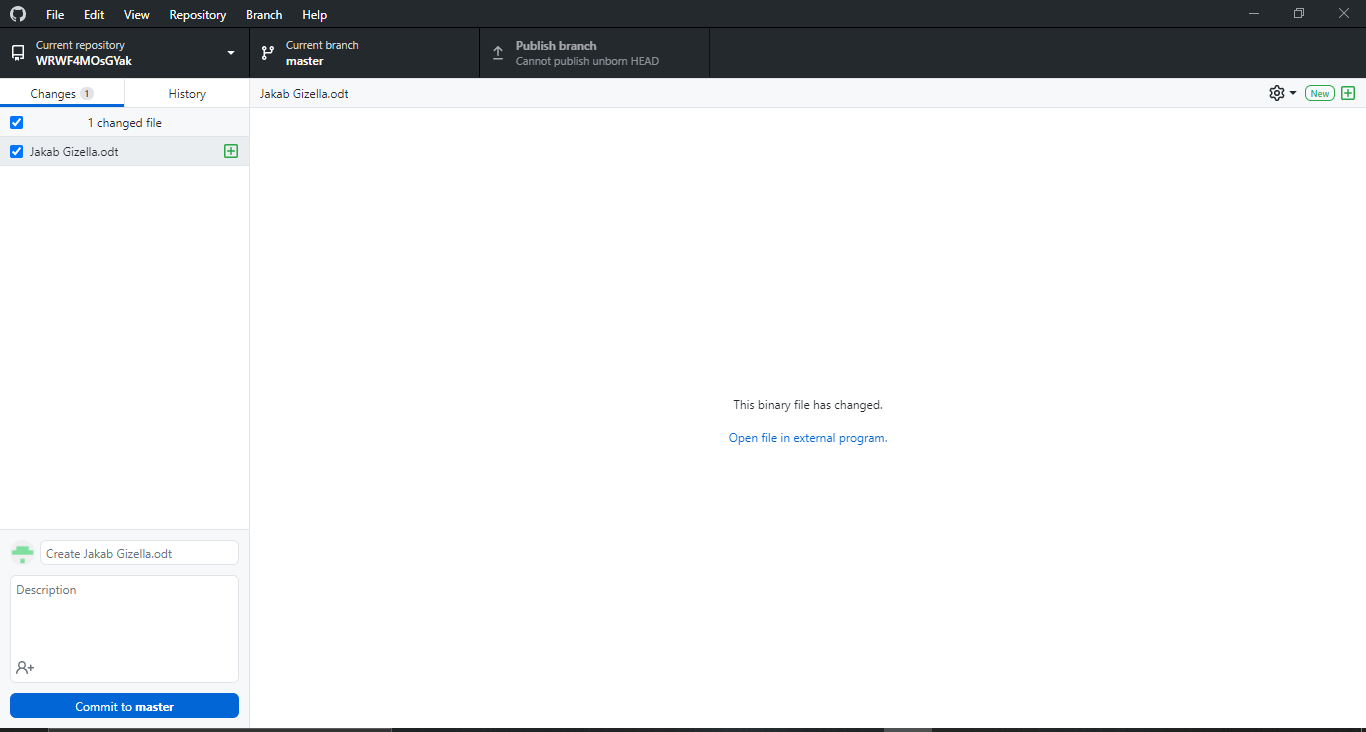 File Edit View Repository Branch Help
Current repository
WRWF4MOsGYak
Current branch
master
Publish branch
Cannot publish unborn HEAD
Changes 1
History
Jakab Gizella.odt
New
1 changed file
Jakab Gizella.odt
This binary file has changed.
Open file in external program.
Create Jakab Gizella.odt
Description
Commit to master